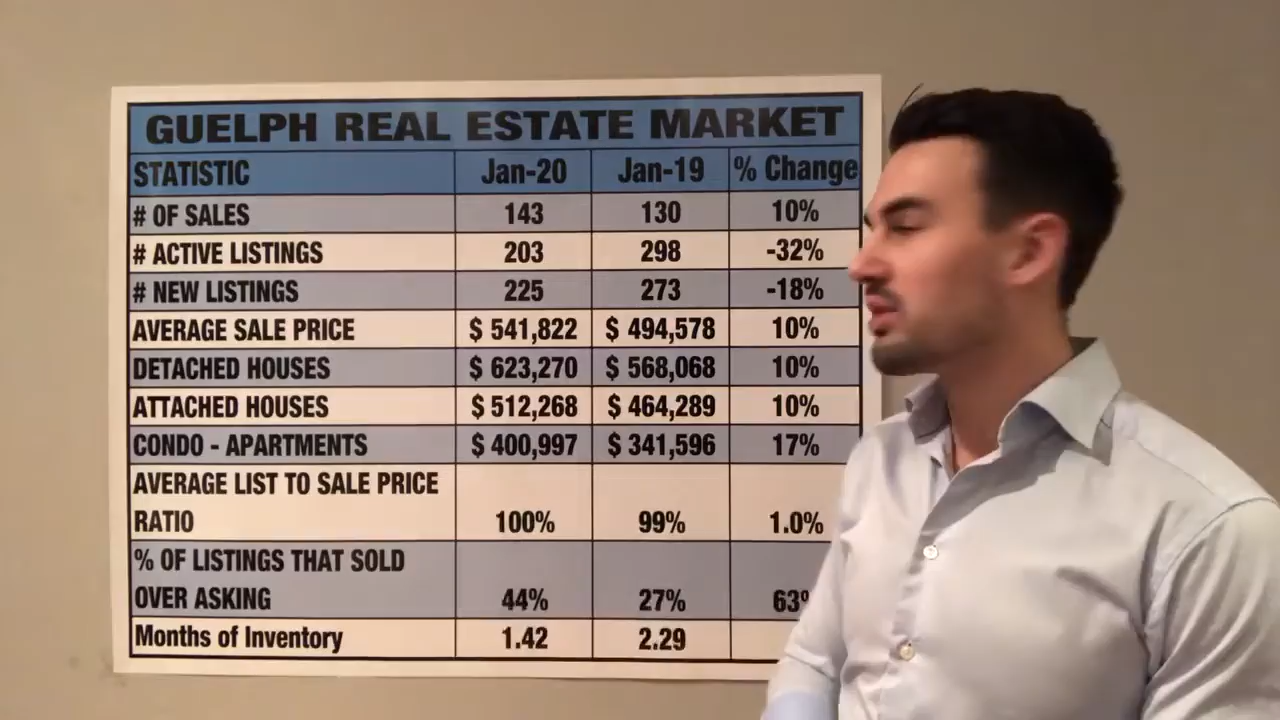 GUELPH REAL ESTATE MARKET
STATISTIC Jan-20 Jan-19 % Change
# OF SALES 143 130 10%
# ACTIVE LISTINGS 203 298 -32%
# NEW LISTINGS 225 273 -18%
AVERAGE SALE PRICE $ 541,822 $ 494,578 10%
DETACHED HOUSES $ 623,270 $ 568,068 10%
ATTACHED HOUSES $ 512,268 $ 464,289 10%
CONDO - APARTMENTS $ 400,997 $ 341,596 17%
AVERAGE LIST TO SALE PRICE
RATIO 100% 99% 1.0%
% OF LISTINGS THAT SOLD
OVER ASKING 44% 27% 63%
Months of Inventory 1.42 2.29